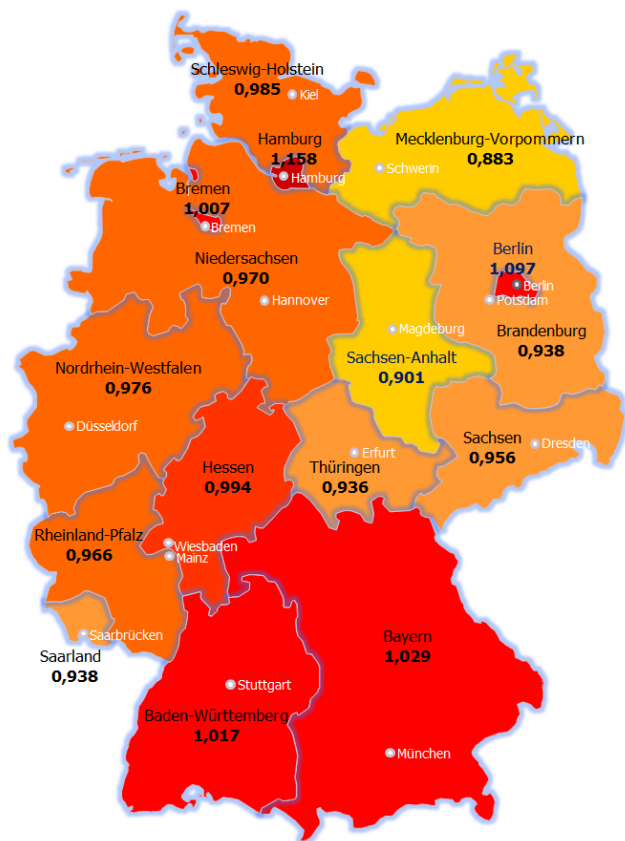 Schleswig-Holstein
0,985
Kiel
Hamburg
1,158
Hamburg
Mecklenburg-Vorpommern
0,883
Schwerin
Bremen
1,007
Bremen
Niedersachsen
0,970
Hannover
Berlin
1,097
Berlin
Potsdam
Brandenburg
0,938
Magdeburg
Sachsen-Anhalt
0,901
Nordrhein-Westfalen
0,976
Düsseldorf
Hessen
0,994
Wiesbaden
Erfurt
Thüringen
0,936
Sachsen
0,956
Dresden
Rheinland-Pfalz
0,966
Mainz
Saarbrücken
Saarland
0,938
Bayern
1,029
München
Stuttgart
Baden-Württemberg
1,017